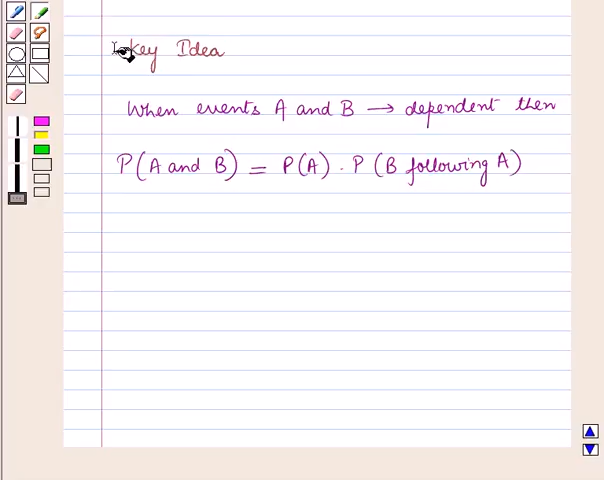 Key Idea
When events A and B → dependent then
P(A and B) = P(A) . P(B following A)